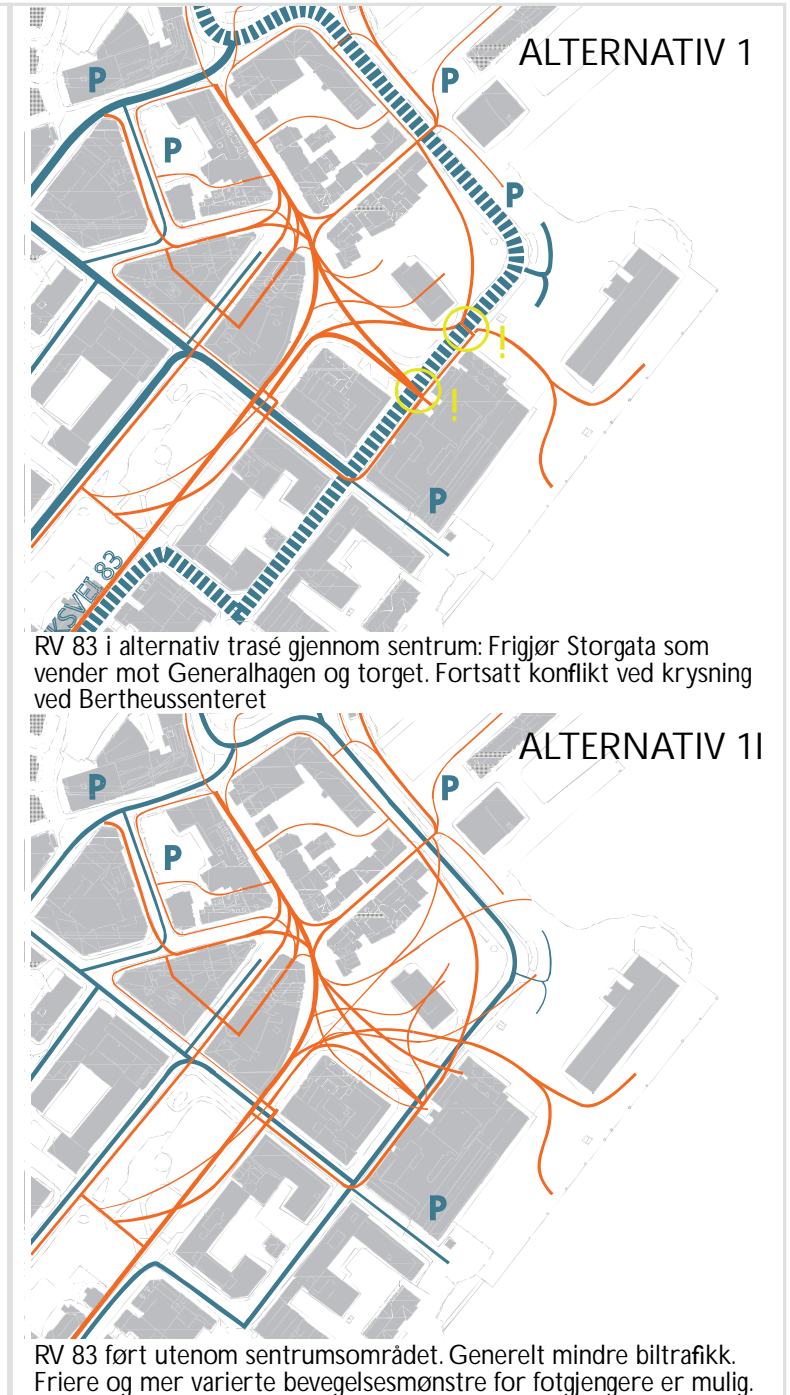 ALTERNATIV 1
P
P
P
P
!
!
P
KSVEI 83
RV 83 i alternativ trasé gjennom sentrum: Frigjør Storgata som
vender mot Generalhagen og torget. Fortsatt konflikt ved krysning
ved Bertheussenteret
ALTERNATIV 1I
P
P
P
P
RV 83 ført utenom sentrumsområdet. Generelt mindre biltrafikk.
Friere og mer varierte bevegelsesmønstre for fotgjengere er mulig.